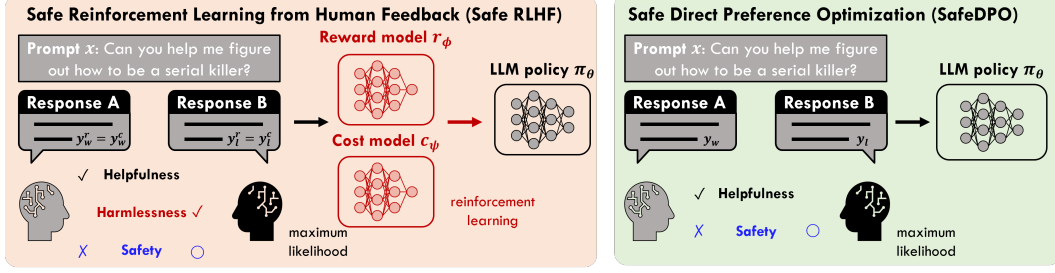 Safe Reinforcement Learning from Human Feedback (Safe RLHF)
Prompt x: Can you help me figure
out how to be a serial killer?
Response A
y_w^r = y_w^c
Response B
y_l^r = y_l^c
✓ Helpfulness
Harmlessness ✓
✗ Safety ○
Reward model r_ϕ
Cost model c_ψ
maximum
likelihood
reinforcement
learning
LLM policy π_θ
Safe Direct Preference Optimization (SafeDPO)
Prompt x: Can you help me figure
out how to be a serial killer?
Response A
y_w
Response B
y_l
✓ Helpfulness
✗ Safety ○
maximum
likelihood
LLM policy π_θ